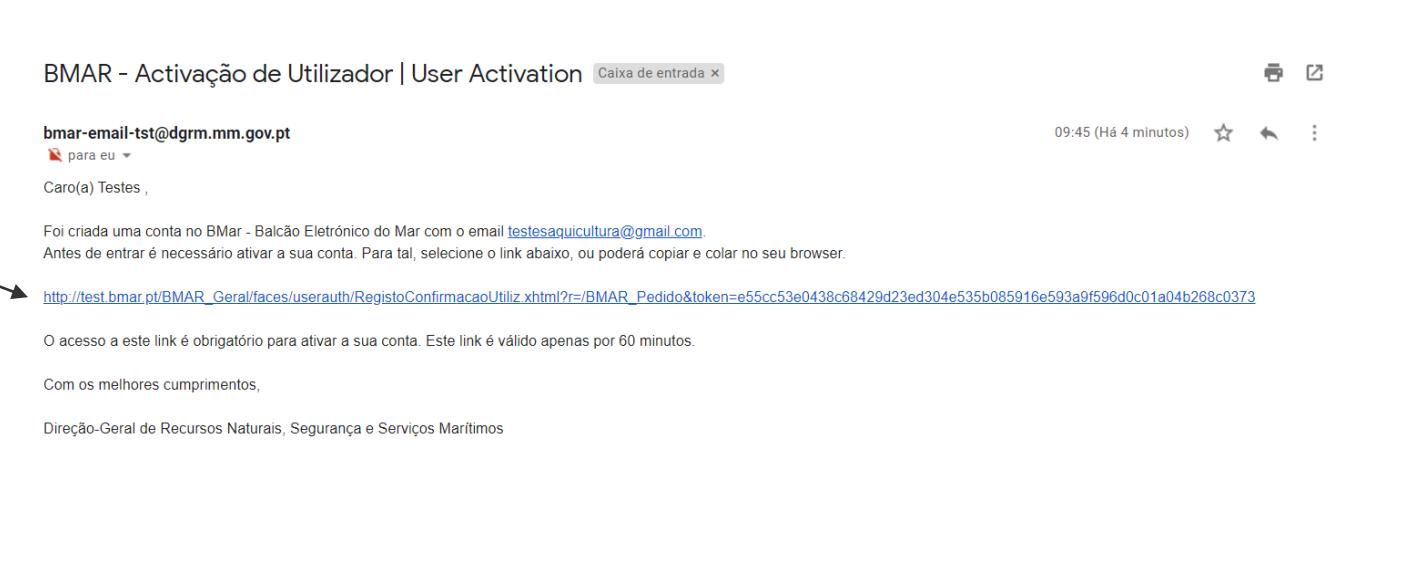 BMAR - Activação de Utilizador | User Activation Caixa de entrada ×
bmar-email-tst@dgrm.mm.gov.pt 09:45 (Há 4 minutos)
para eu
Caro(a) Testes ,
Foi criada uma conta no BMar - Balcão Eletrónico do Mar com o email testesaquicultura@gmail.com.
Antes de entrar é necessário ativar a sua conta. Para tal, selecione o link abaixo, ou poderá copiar e colar no seu browser.
http://test.bmar.pt/BMAR_Geral/faces/userauth/RegistoConfirmacaoUtiliz.xhtml?r=/BMAR_Pedido&token=e55cc53e0438c68429d23ed304e535b085916e593a9f596d0c01a04b268c0373
O acesso a este link é obrigatório para ativar a sua conta. Este link é válido apenas por 60 minutos.
Com os melhores cumprimentos,
Direção-Geral de Recursos Naturais, Segurança e Serviços Marítimos